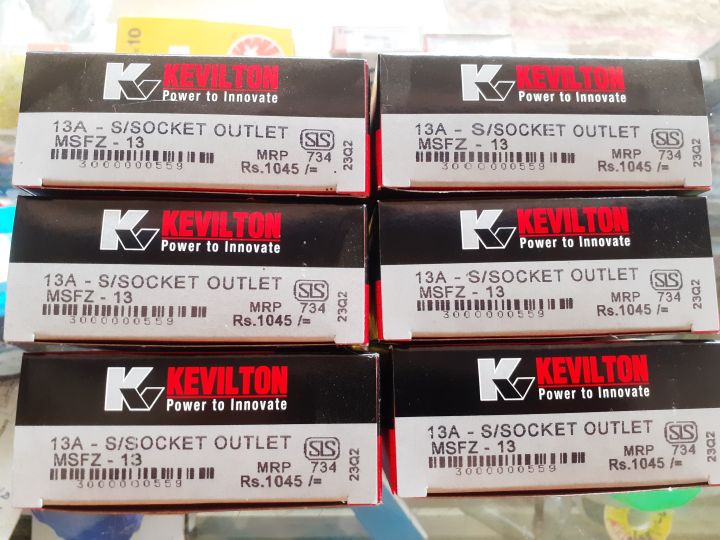 10
KEVILTON
Power to Innovate
13A - S/SOCKET OUTLET
MSFZ - 13
3000000559
SLS
734
MRP
Rs.1045 /=
23Q2
KEVILTON
Power to Innovate
13A - S/SOCKET OUTLET
MSFZ - 13
3000000559
SLS
734
MRP
Rs.1045 /=
23Q2
KEVILTON
Power to Innovate
13A - S/SOCKET OUTLET
MSFZ - 13
3000000559
SLS
734
MRP
Rs.1045 /=
23Q2
KEVILTON
Power to Innovate
13A - S/SOCKET OUTLET
MSFZ - 13
3000000559
SLS
734
MRP
Rs.1045 /=
23Q2
KEVILTON
Power to Innovate
13A - S/SOCKET OUTLET
MSFZ - 13
3000000559
SLS
734
MRP
Rs.1045 /=
23Q2
KEVILTON
Power to Innovate
13A - S/SOCKET OUTLET
MSFZ - 13
3000000559
SLS
734
MRP
Rs.1045 /=
23Q2